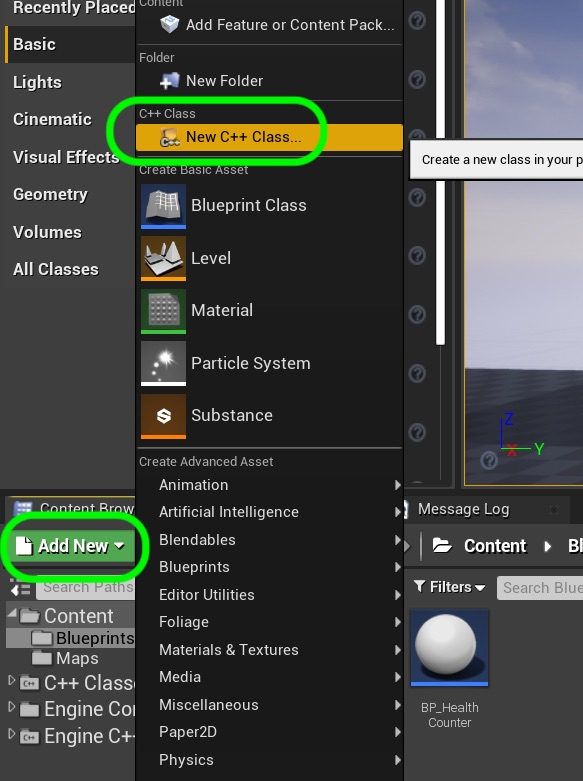 Recently Placed
Basic
Lights
Cinematic
Visual Effects
Geometry
Volumes
All Classes
Content
Add Feature or Content Pack...
Folder
New Folder
C++ Class
New C++ Class...
Create a new class in your p
Create Basic Asset
Blueprint Class
Level
Material
Particle System
Substance
Create Advanced Asset
Animation
Artificial Intelligence
Blendables
Blueprints
Editor Utilities
Foliage
Materials & Textures
Media
Miscellaneous
Paper2D
Physics
Z
X
Y
Content Brow
Message Log
Add New
Content
Bl
Search Paths
Filters
Search Blue
Content
Blueprints
Maps
C++ Classe
Engine Con
Engine C++
BP_Health
Counter